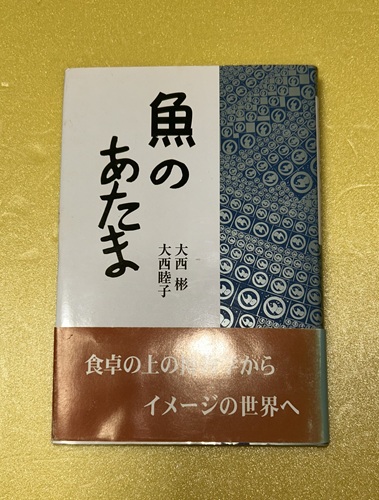 魚の
あたま
大西 彬
大西睦子
食卓の上の から
イメージの世界へ